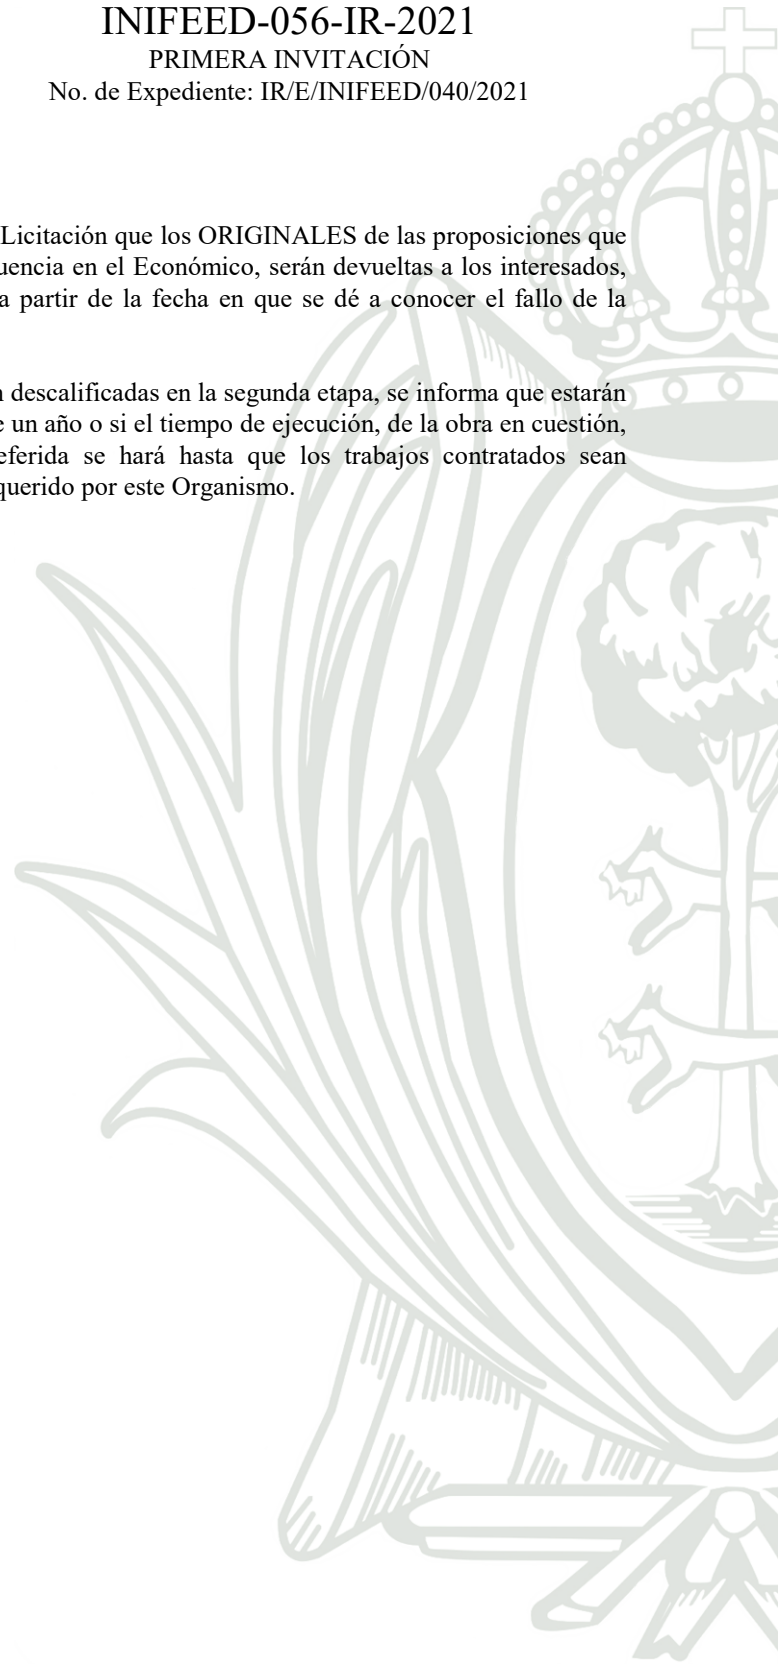 INIFEED-056-IR-2021
PRIMERA INVITACIÓN
No. de Expediente: IR/E/INIFEED/040/2021
Licitación que los ORIGINALES de las proposiciones que
en el Económico, serán devueltas a los interesados,
a partir de la fecha en que se dé a conocer el fallo de la
descalificadas en la segunda etapa, se informa que estarán
un año o si el tiempo de ejecución, de la obra en cuestión,
se hará hasta que los trabajos contratados sean
por este Organismo.